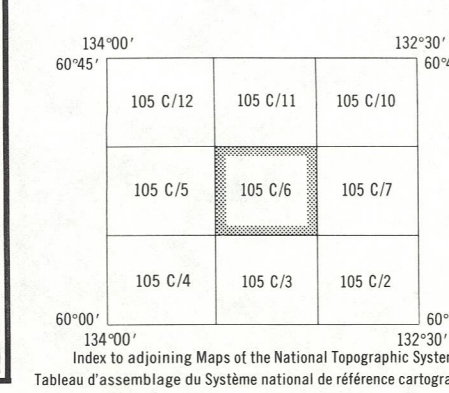 134°00′ 132°30′
60°45′
105 C/12 105 C/11 105 C/10
105 C/5 105 C/6 105 C/7
105 C/4 105 C/3 105 C/2
60°00′
134°00′ 132°30′
Index to adjoining Maps of the National Topographic
Tableau d'assemblage du Système national de référence